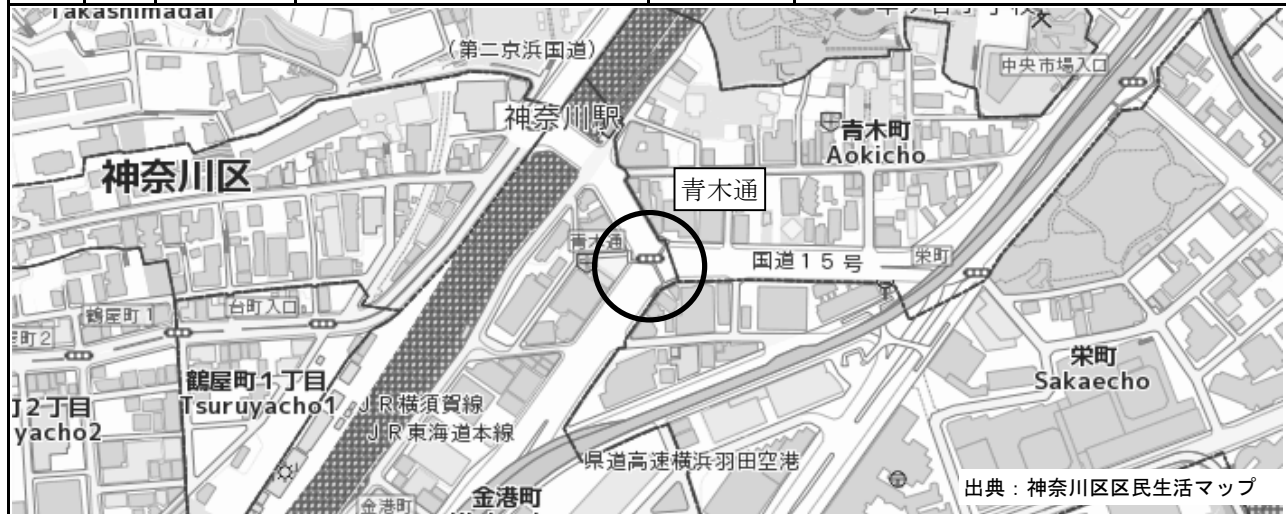 Takashimadai
(第二京浜国道)
中央市場入口
神奈川駅
青木町
Aokicho
神奈川区
青木通
青木通
国道15号
栄町
鶴屋町1
台町入口
屋町2
鶴屋町1丁目
Tsuruyacho1
丁2丁目
yacho2
JR横須賀線
JR東海道本線
栄町
Sakaecho
県道高速横浜羽田空港
金港町
金港町
出典：神奈川区区民生活マップ